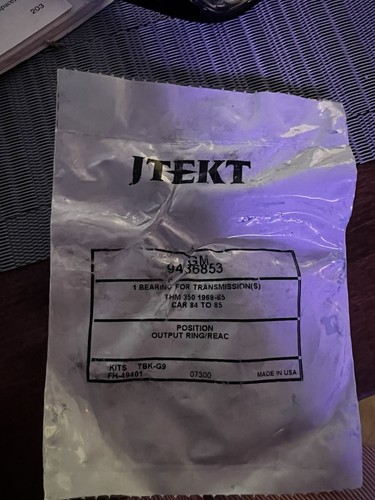 203
JTEKT
GM
9436853
1 BEARING FOR TRANSMISSION(S)
THM 350 1969-85
CAR 84 TO 85
POSITION
OUTPUT RING/REAC
KITS TBK-G9
FH-49401 07300 MADE IN USA